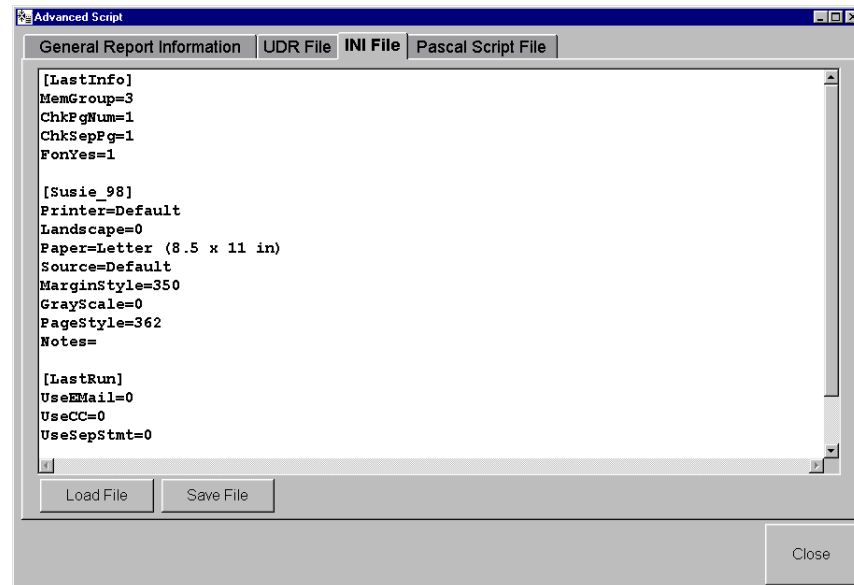 Advanced Script
General Report Information UDR File INI File Pascal Script File
[LastInfo]
MemGroup=3
ChkPgNum=1
ChkSepPg=1
FonYes=1
[Susie_98]
Printer=Default
Landscape=0
Paper=Letter (8.5 x 11 in)
Source=Default
MarginStyle=350
GrayScale=0
PageStyle=362
Notes=
[LastRun]
UseEMail=0
UseCC=0
UseSepStmt=0
Load File Save File
Close